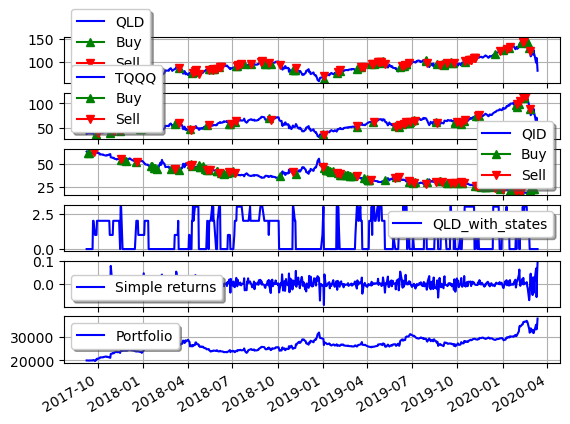 QLD
Buy
Sell
150
100
TQQQ
Buy
Sell
100
50
QID
Buy
Sell
50
25
QLD_with_states
2.5
0.0
Simple returns
0.1
0.0
Portfolio
30000
20000
2017-10 2018-01 2018-04 2018-07 2018-10 2019-01 2019-04 2019-07 2019-10 2020-01 2020-04